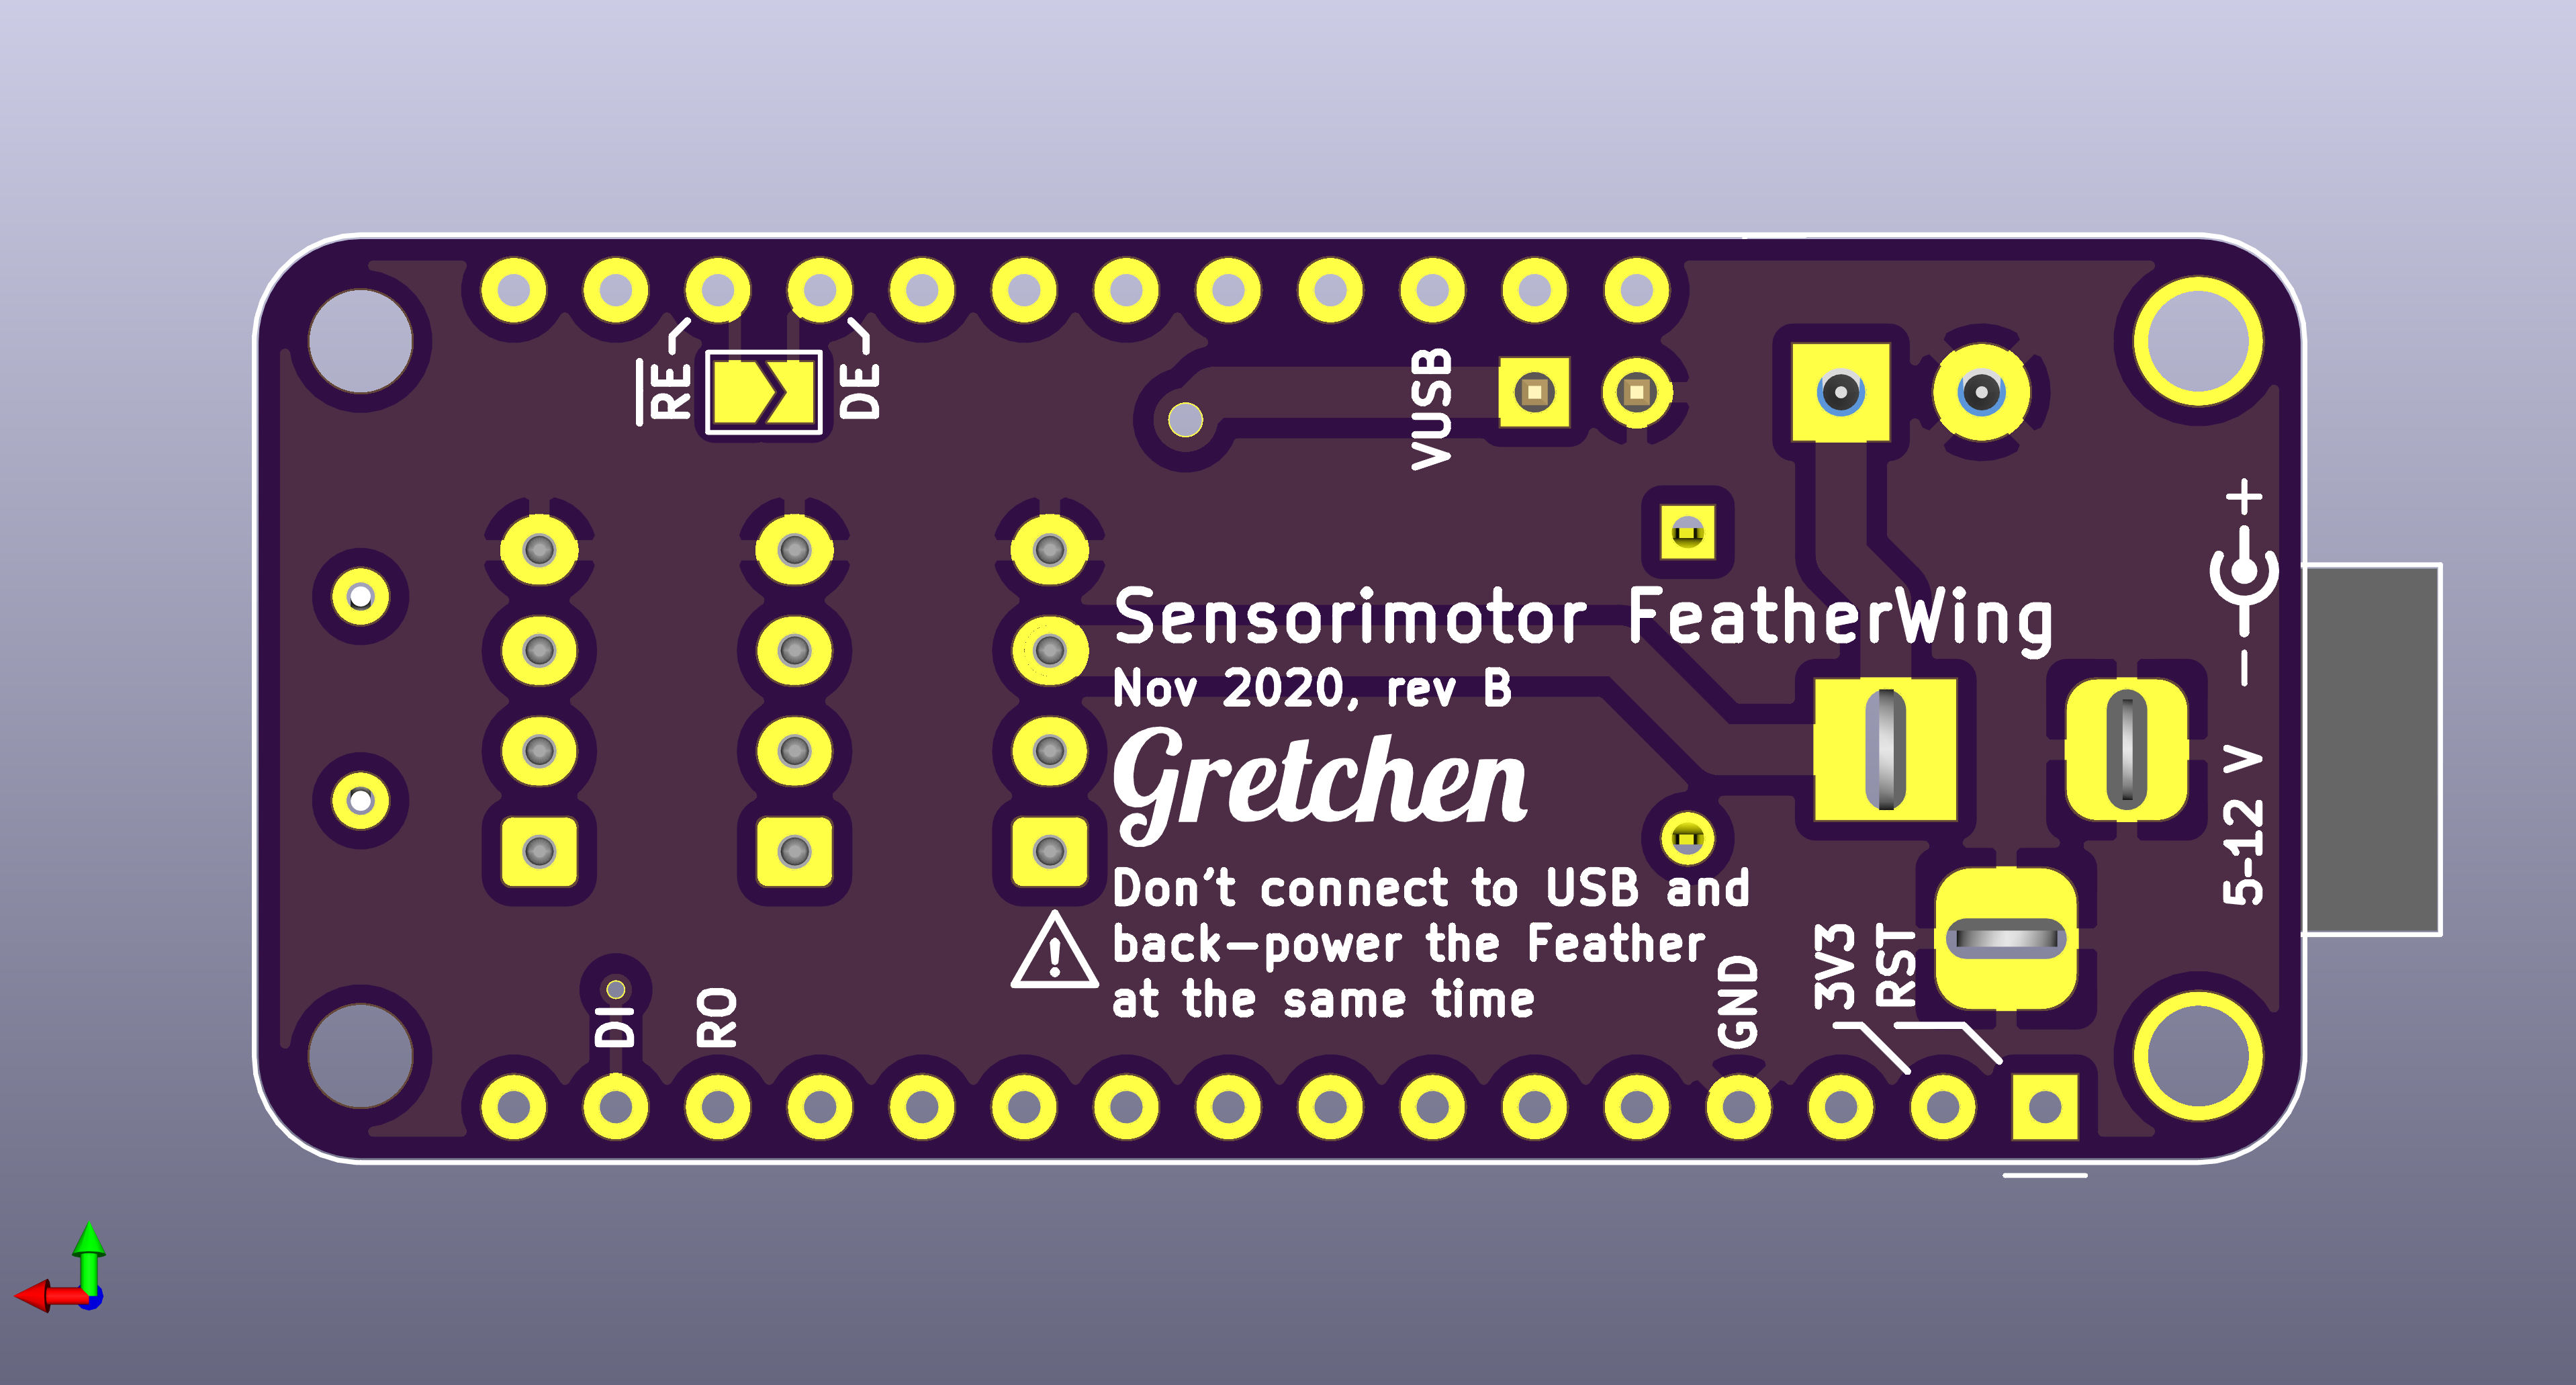 R̅E̅
DE
VUSB
+
−
5-12 V
Sensorimotor FeatherWing
Nov 2020, rev B
Gretchen
Don't connect to USB and
back-power the Feather
at the same time
!
DI
RO
GND
3V3
RST